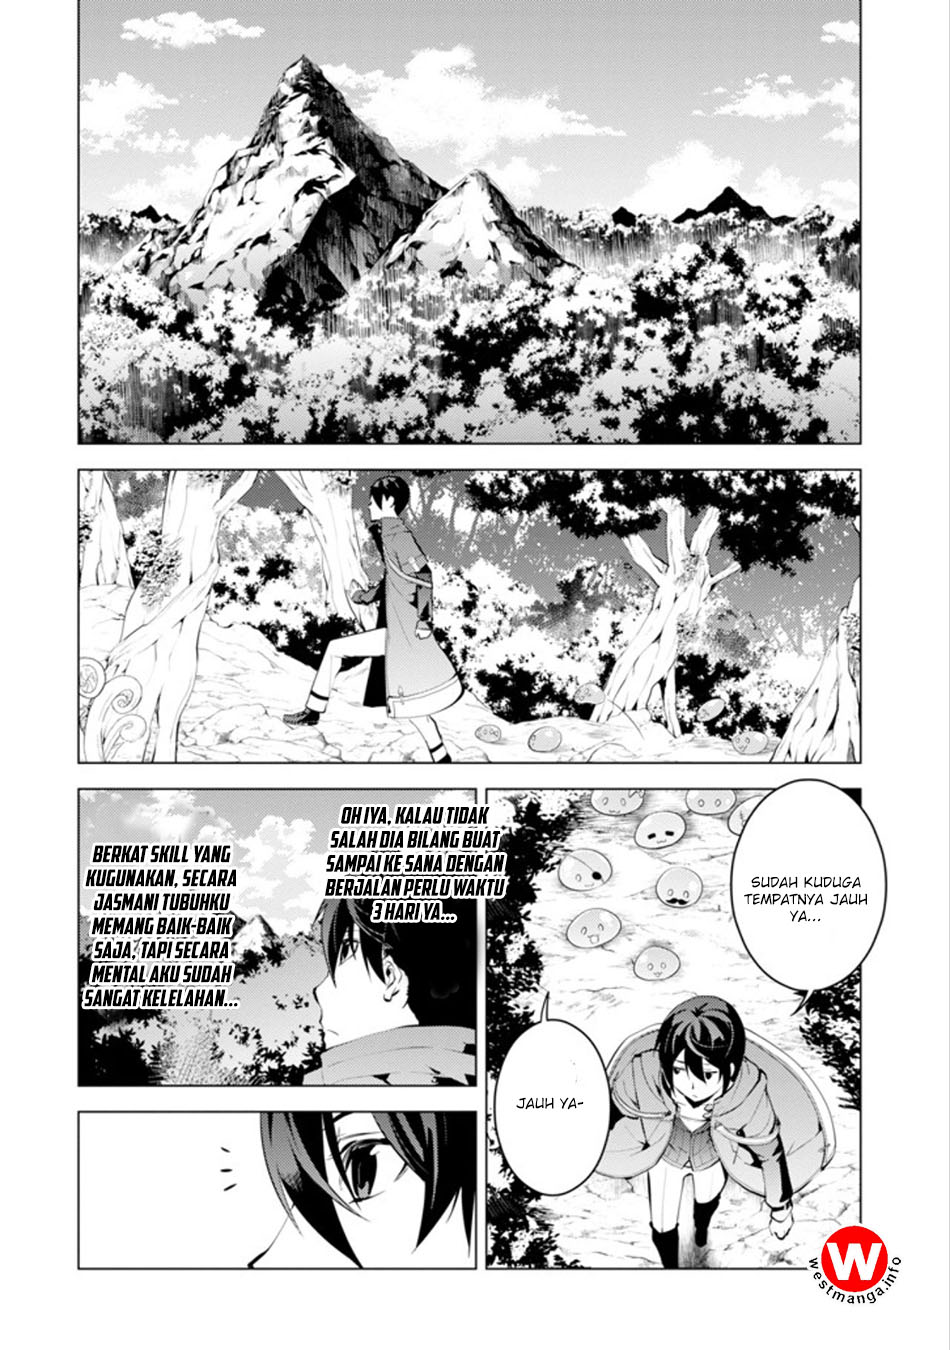 SUDAH KUDUGA
TEMPATNYA JAUH
YA...
JAUH YA-
OH IYA, KALAU TIDAK
SALAH DIA BILANG BUAT
SAMPAI KE SANA DENGAN
BERJALAN PERLU WAKTU
3 HARI YA...
BERKAT SKILL YANG
KUGUNAKAN, SECARA
JASMANI TUBUHKU
MEMANG BAIK-BAIK
SAJA, TAPI SECARA
MENTAL AKU SUDAH
SANGAT KELELAHAN...
W
westmanga.info